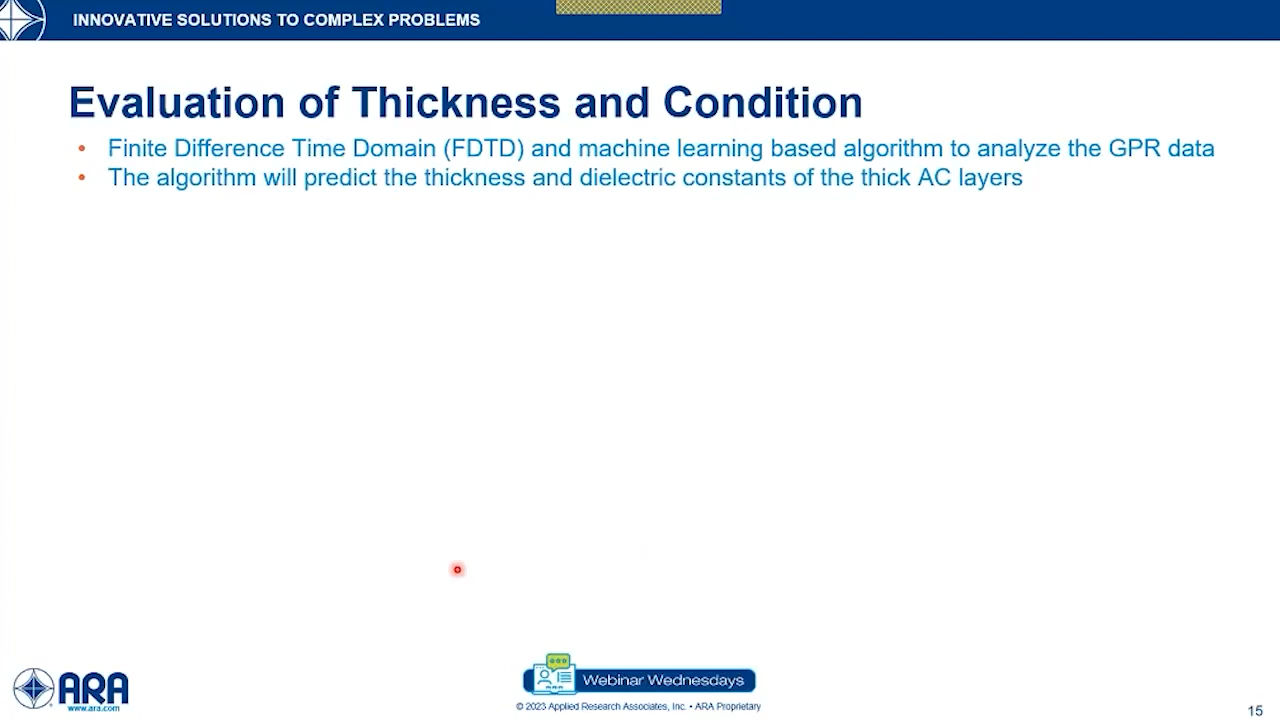 INNOVATIVE SOLUTIONS TO COMPLEX PROBLEMS
Evaluation of Thickness and Condition
• Finite Difference Time Domain (FDTD) and machine learning based algorithm to analyze the GPR data
• The algorithm will predict the thickness and dielectric constants of the thick AC layers
ARA
www.ara.com
ARA
Webinar Wednesdays
© 2023 Applied Research Associates, Inc. • ARA Proprietary
15